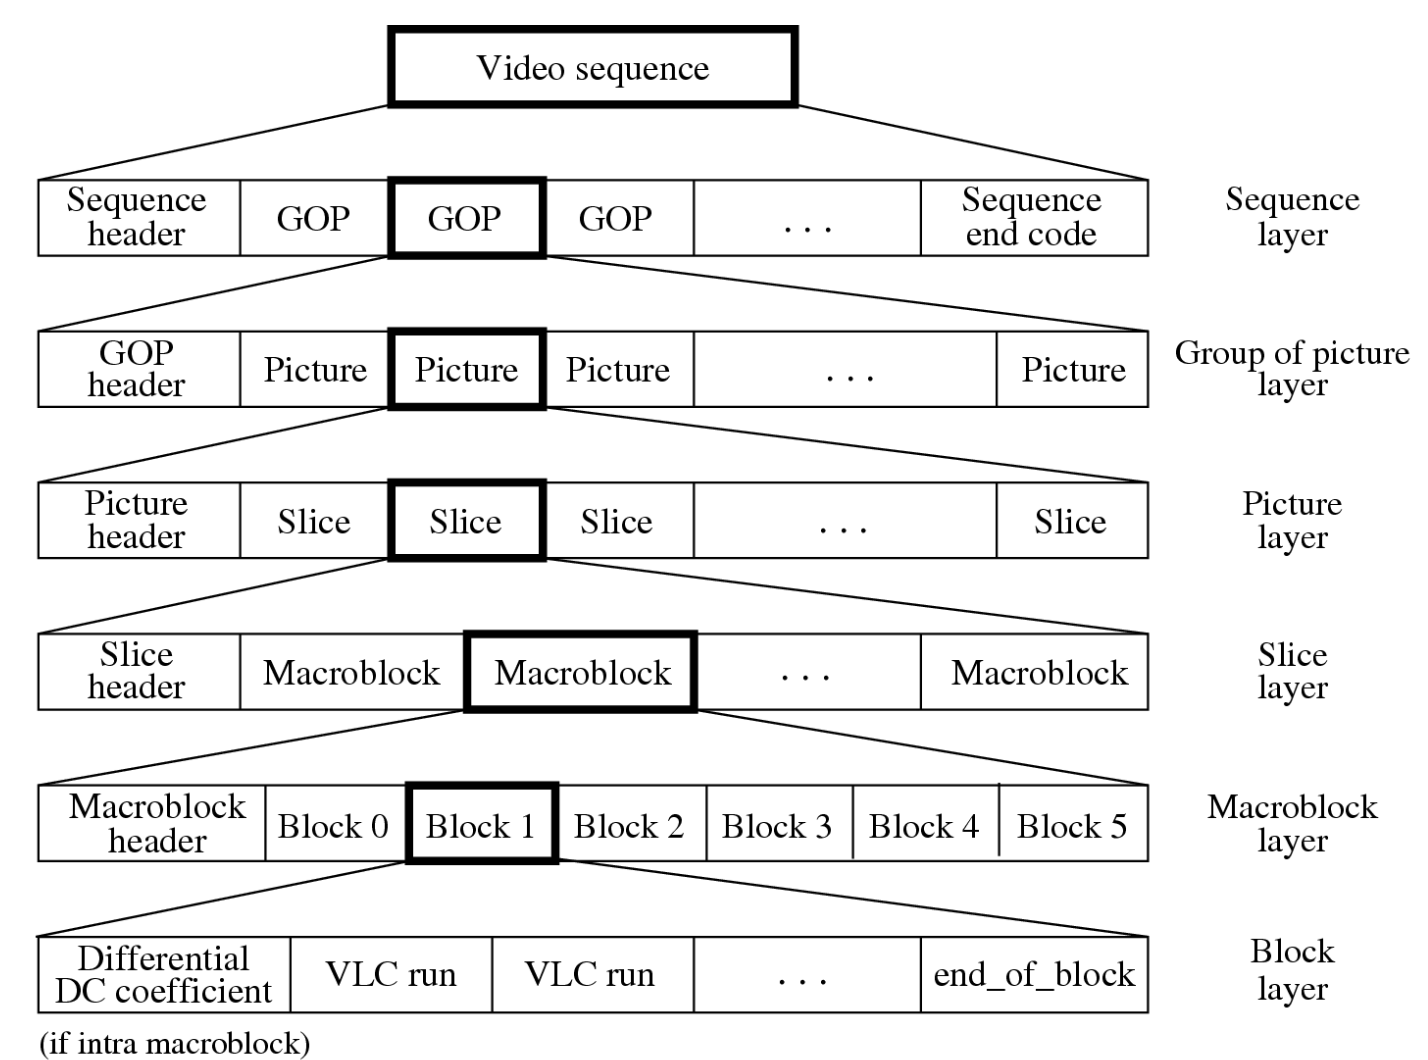 Video sequence
Sequence header
GOP
GOP
GOP
. . .
Sequence end code
Sequence layer
GOP header
Picture
Picture
Picture
. . .
Picture
Group of picture layer
Picture header
Slice
Slice
Slice
. . .
Slice
Picture layer
Slice header
Macroblock
Macroblock
. . .
Macroblock
Slice layer
Macroblock header
Block 0
Block 1
Block 2
Block 3
Block 4
Block 5
Macroblock layer
Differential DC coefficient
VLC run
VLC run
. . .
end_of_block
Block layer
(if intra macroblock)